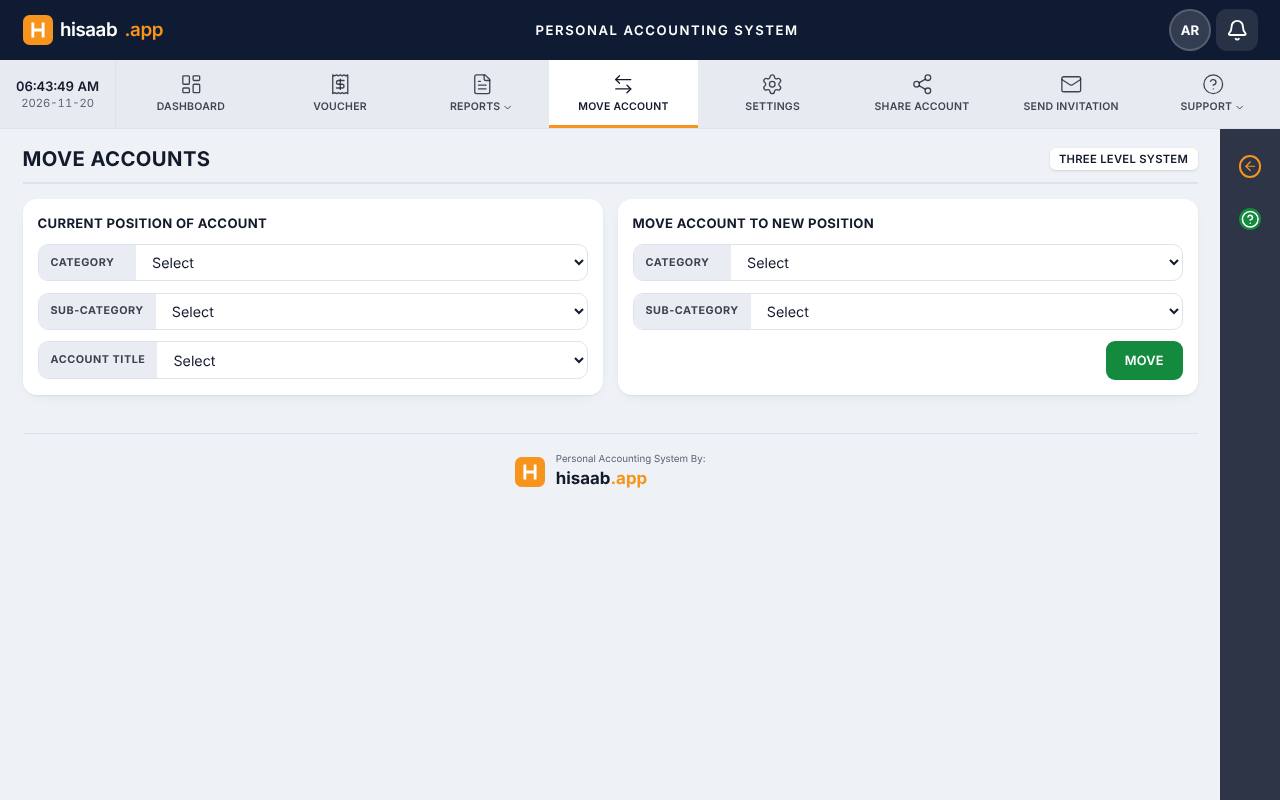 H hisaab .app
PERSONAL ACCOUNTING SYSTEM
AR
06:43:49 AM
2026-11-20
DASHBOARD
VOUCHER
REPORTS
MOVE ACCOUNT
SETTINGS
SHARE ACCOUNT
SEND INVITATION
SUPPORT
MOVE ACCOUNTS
THREE LEVEL SYSTEM
CURRENT POSITION OF ACCOUNT
CATEGORY Select
SUB-CATEGORY Select
ACCOUNT TITLE Select
MOVE ACCOUNT TO NEW POSITION
CATEGORY Select
SUB-CATEGORY Select
MOVE
Personal Accounting System By:
H hisaab.app